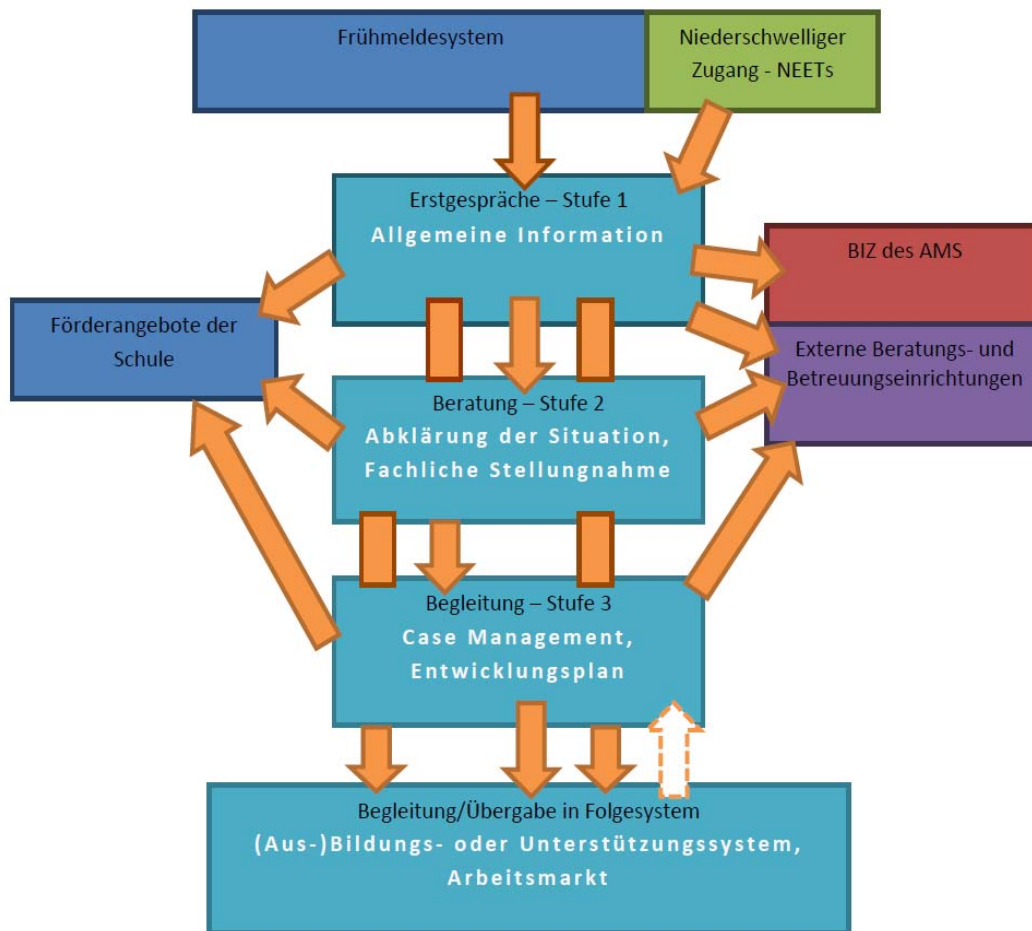 Frühmeldesystem
Niederschwelliger
Zugang - NEETs
Erstgespräche – Stufe 1
Allgemeine Information
BIZ des AMS
Förderangebote der
Schule
Externe Beratungs- und
Betreuungseinrichtungen
Beratung – Stufe 2
Abklärung der Situation,
Fachliche Stellungnahme
Begleitung – Stufe 3
Case Management,
Entwicklungsplan
Begleitung/Übergabe in Folgesystem
(Aus-)Bildungs- oder Unterstützungssystem,
Arbeitsmarkt